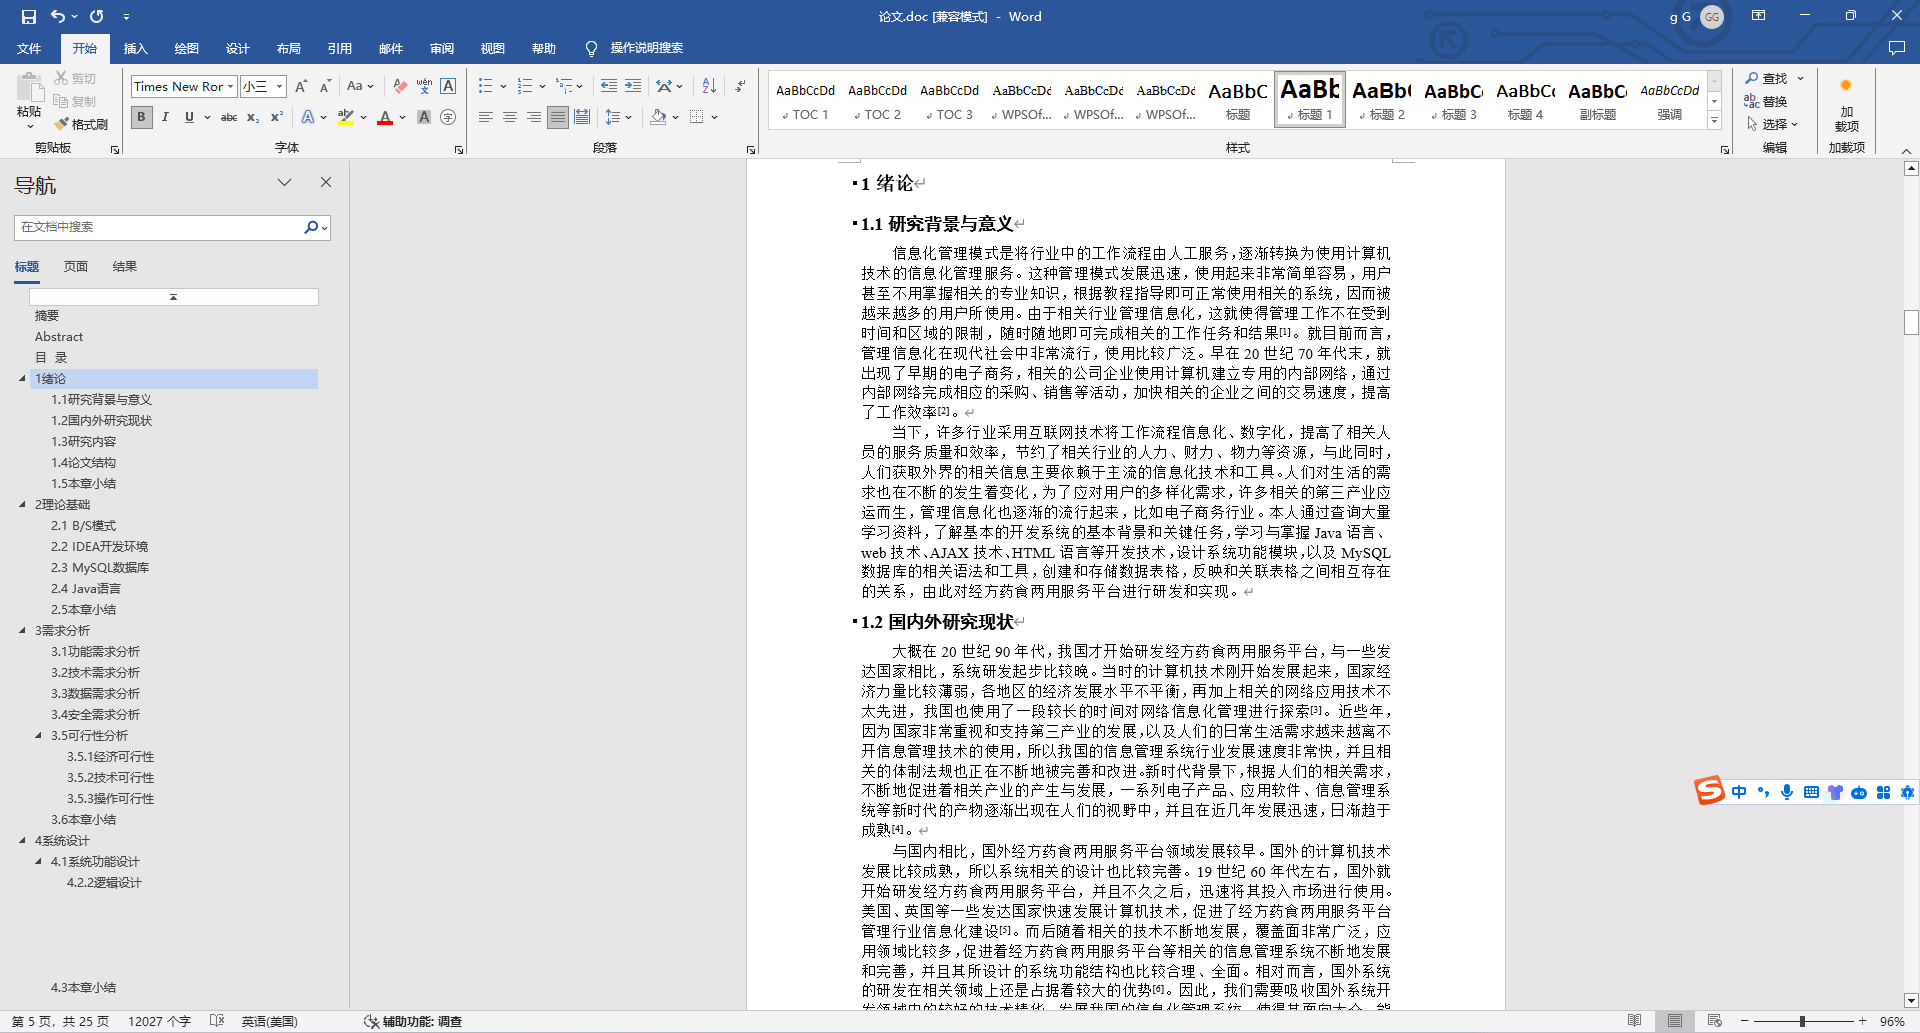 论文.doc [兼容模式] - Word
g G
GG
文件 开始 插入 绘图 设计 布局 引用 邮件 审阅 视图 帮助 操作说明搜索
粘贴
剪切
复制
格式刷
剪贴板
Times New Ror 小三
Aa
wén
A
B I U abc x₂ x² A ab A A 字
字体
段落
AaBbCcDd AaBbCcDd AaBbCcDd AaBbCcDd AaBbCcDd AaBbCcDd AaBbC AaBb AaBb( AaBbC AaBbC AaBbC AaBbCcDd
TOC 1 TOC 2 TOC 3 WPSOf... WPSOf... WPSOf... 标题 标题 1 标题 2 标题 3 标题 4 副标题 强调
样式
查找
替换
选择
编辑
加
载项
加载项
导航
在文档中搜索
标题 页面 结果
摘要
Abstract
目 录
1绪论
1.1研究背景与意义
1.2国内外研究现状
1.3研究内容
1.4论文结构
1.5本章小结
2理论基础
2.1 B/S模式
2.2 IDEA开发环境
2.3 MySQL数据库
2.4 Java语言
2.5本章小结
3需求分析
3.1功能需求分析
3.2技术需求分析
3.3数据需求分析
3.4安全需求分析
3.5可行性分析
3.5.1经济可行性
3.5.2技术可行性
3.5.3操作可行性
3.6本章小结
4系统设计
4.1系统功能设计
4.2.2逻辑设计
4.3本章小结
1 绪论
1.1 研究背景与意义
信息化管理模式是将行业中的工作流程由人工服务，逐渐转换为使用计算机
技术的信息化管理服务。这种管理模式发展迅速，使用起来非常简单容易，用户
甚至不用掌握相关的专业知识，根据教程指导即可正常使用相关的系统，因而被
越来越多的用户所使用。由于相关行业管理信息化，这就使得管理工作不在受到
时间和区域的限制，随时随地即可完成相关的工作任务和结果[1]。就目前而言，
管理信息化在现代社会中非常流行，使用比较广泛。早在 20 世纪 70 年代末，就
出现了早期的电子商务，相关的公司企业使用计算机建立专用的内部网络，通过
内部网络完成相应的采购、销售等活动，加快相关的企业之间的交易速度，提高
了工作效率[2]。
当下，许多行业采用互联网技术将工作流程信息化、数字化，提高了相关人
员的服务质量和效率，节约了相关行业的人力、财力、物力等资源，与此同时，
人们获取外界的相关信息主要依赖于主流的信息化技术和工具。人们对生活的需
求也在不断的发生着变化，为了应对用户的多样化需求，许多相关的第三产业应
运而生，管理信息化也逐渐的流行起来，比如电子商务行业。本人通过查询大量
学习资料，了解基本的开发系统的基本背景和关键任务，学习与掌握 Java 语言、
web 技术、AJAX 技术、HTML 语言等开发技术，设计系统功能模块，以及 MySQL
数据库的相关语法和工具，创建和存储数据表格，反映和关联表格之间相互存在
的关系，由此对经方药食两用服务平台进行研发和实现。
1.2 国内外研究现状
大概在 20 世纪 90 年代，我国才开始研发经方药食两用服务平台，与一些发
达国家相比，系统研发起步比较晚。当时的计算机技术刚开始发展起来，国家经
济力量比较薄弱，各地区的经济发展水平不平衡，再加上相关的网络应用技术不
太先进，我国也使用了一段较长的时间对网络信息化管理进行探索[3]。近些年，
因为国家非常重视和支持第三产业的发展，以及人们的日常生活需求越来越离不
开信息管理技术的使用，所以我国的信息管理系统行业发展速度非常快，并且相
关的体制法规也正在不断地被完善和改进。新时代背景下，根据人们的相关需求，
不断地促进着相关产业的产生与发展，一系列电子产品、应用软件、信息管理系
统等新时代的产物逐渐出现在人们的视野中，并且在近几年发展迅速，日渐趋于
成熟[4]。
与国内相比，国外经方药食两用服务平台领域发展较早。国外的计算机技术
发展比较成熟，所以系统相关的设计也比较完善。19 世纪 60 年代左右，国外就
开始研发经方药食两用服务平台，并且不久之后，迅速将其投入市场进行使用。
美国、英国等一些发达国家快速发展计算机技术，促进了经方药食两用服务平台
管理行业信息化建设[5]。而后随着相关的技术不断地发展，覆盖面非常广泛，应
用领域比较多，促进着经方药食两用服务平台等相关的信息管理系统不断地发展
和完善，并且其所设计的系统功能结构也比较合理、全面。相对而言，国外系统
的研发在相关领域上还是占据着较大的优势[6]。因此，我们需要吸收国外系统开
发领域中的较好的技术精华，发展我国的信息化管理系统，使得其面向大众，能
中
第 5 页，共 25 页 12027 个字 英语(美国) 辅助功能: 调查 96%